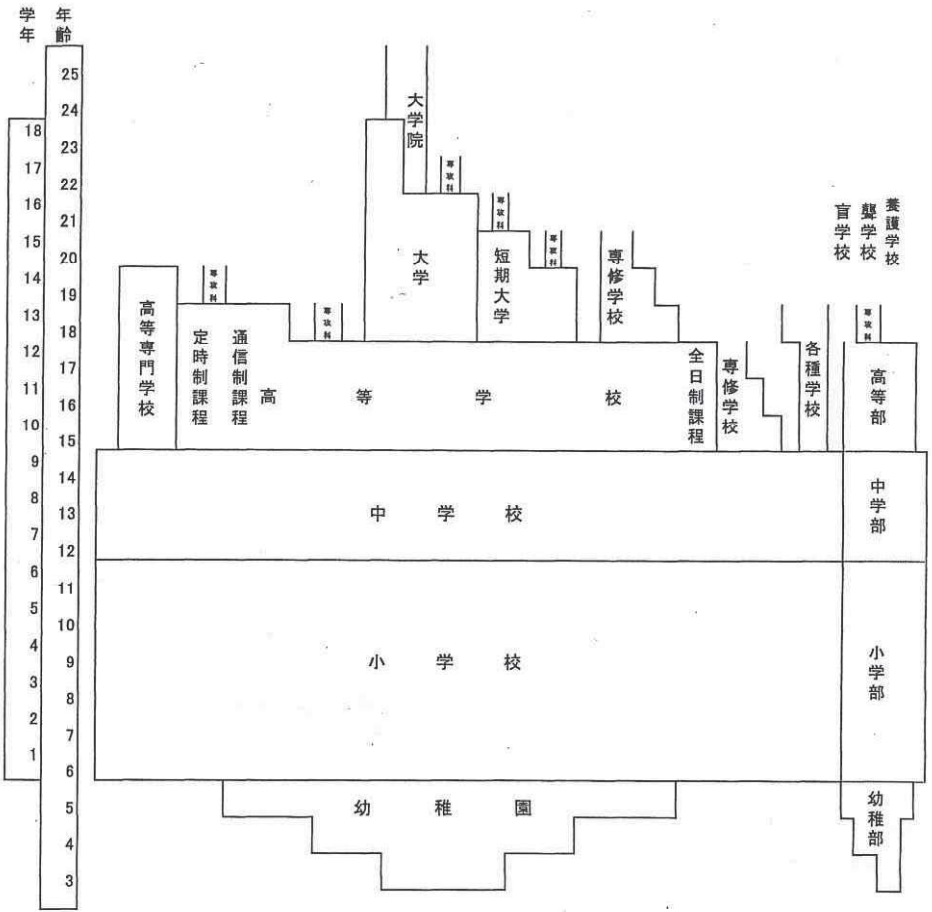 学年
年齢
25
24
23
22
21
20
19
18
17
16
15
14
13
12
11
10
9
8
7
6
5
4
3
18
17
16
15
14
13
12
11
10
9
8
7
6
5
4
3
2
1
大学院
専攻科
専攻科
専攻科
専攻科
専攻科
専攻科
大学
短期大学
専修学校
盲学校
聾学校
養護学校
高等専門学校
定時制課程
通信制課程
高等学校
全日制課程
専修学校
各種学校
高等部
中学校
中学部
小学校
小学部
幼稚園
幼稚部